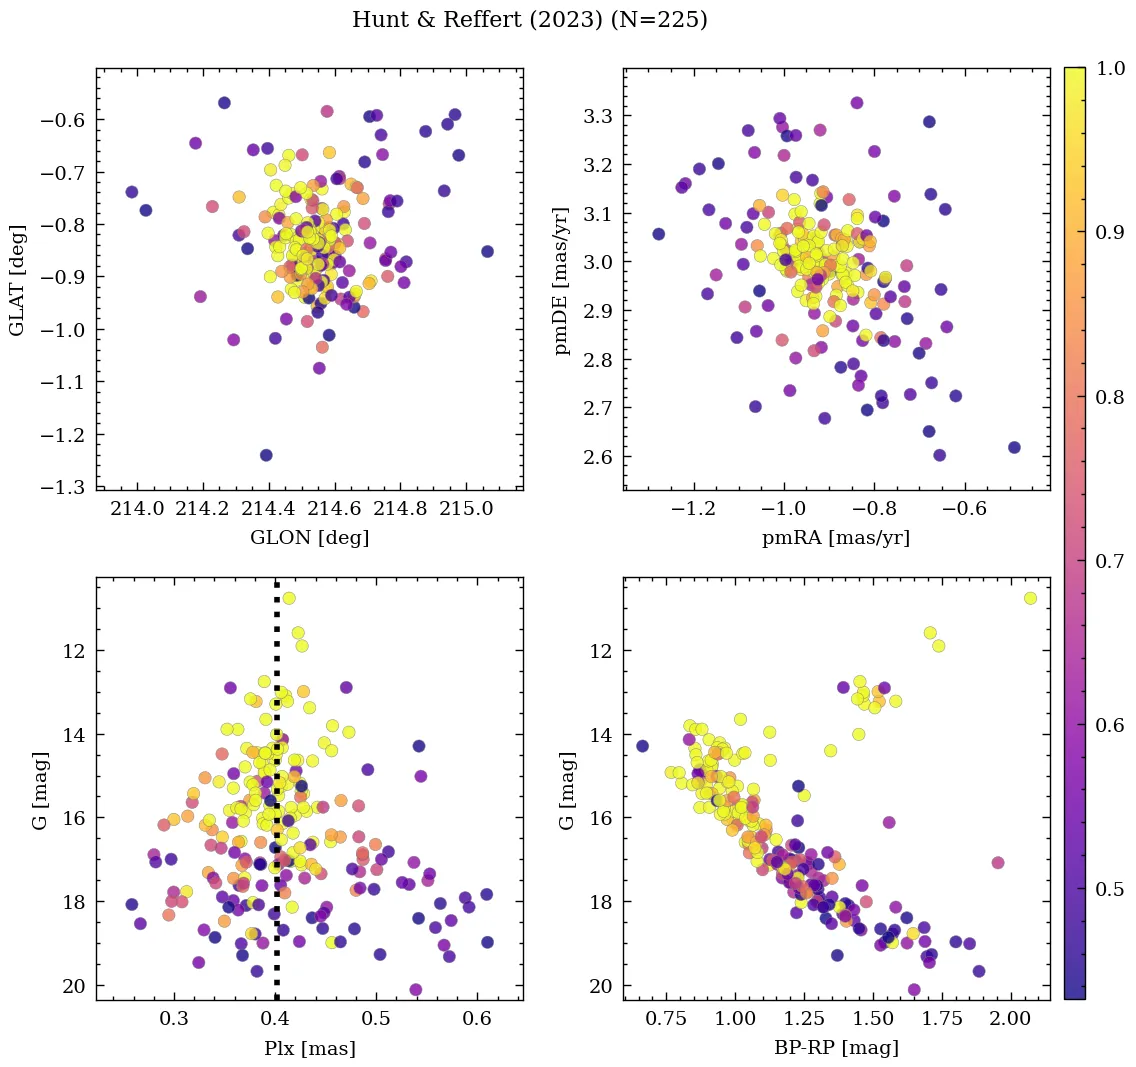 Hunt & Reffert (2023) (N=225)
−0.6
−0.7
−0.8
−0.9
−1.0
−1.1
−1.2
−1.3
GLAT [deg]
214.0 214.2 214.4 214.6 214.8 215.0
GLON [deg]
3.3
3.2
3.1
3.0
2.9
2.8
2.7
2.6
pmDE [mas/yr]
−1.2 −1.0 −0.8 −0.6
pmRA [mas/yr]
1.0
0.9
0.8
0.7
0.6
0.5
12
14
16
18
20
G [mag]
0.3 0.4 0.5 0.6
Plx [mas]
12
14
16
18
20
G [mag]
0.75 1.00 1.25 1.50 1.75 2.00
BP-RP [mag]